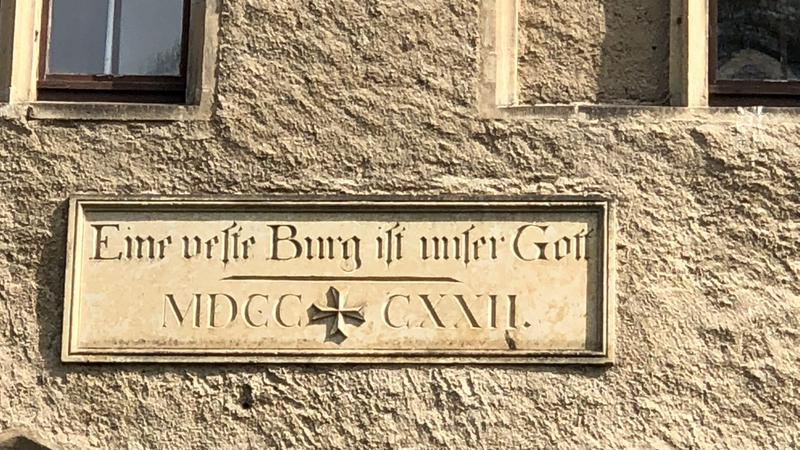 Eine veſte Burg iſt unſer Gott
MDCC✠CXXII.